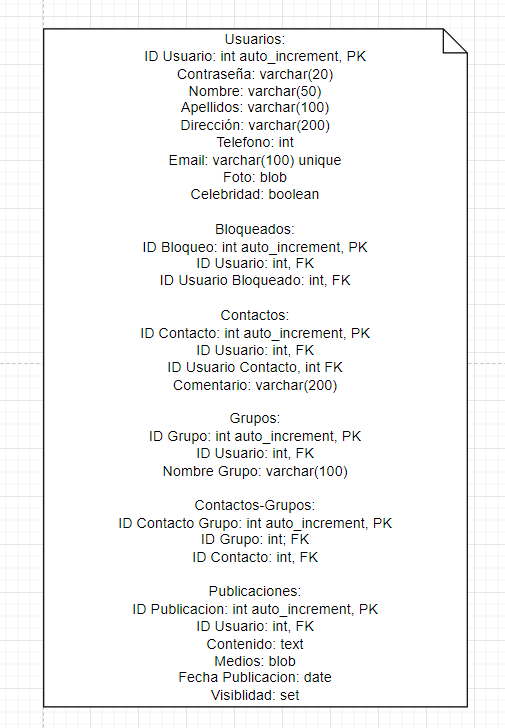 Usuarios:
ID Usuario: int auto_increment, PK
Contraseña: varchar(20)
Nombre: varchar(50)
Apellidos: varchar(100)
Dirección: varchar(200)
Telefono: int
Email: varchar(100) unique
Foto: blob
Celebridad: boolean
Bloqueados:
ID Bloqueo: int auto_increment, PK
ID Usuario: int, FK
ID Usuario Bloqueado: int, FK
Contactos:
ID Contacto: int auto_increment, PK
ID Usuario: int, FK
ID Usuario Contacto, int FK
Comentario: varchar(200)
Grupos:
ID Grupo: int auto_increment, PK
ID Usuario: int, FK
Nombre Grupo: varchar(100)
Contactos-Grupos:
ID Contacto Grupo: int auto_increment, PK
ID Grupo: int; FK
ID Contacto: int, FK
Publicaciones:
ID Publicacion: int auto_increment, PK
ID Usuario: int, FK
Contenido: text
Medios: blob
Fecha Publicacion: date
Visiblidad: set